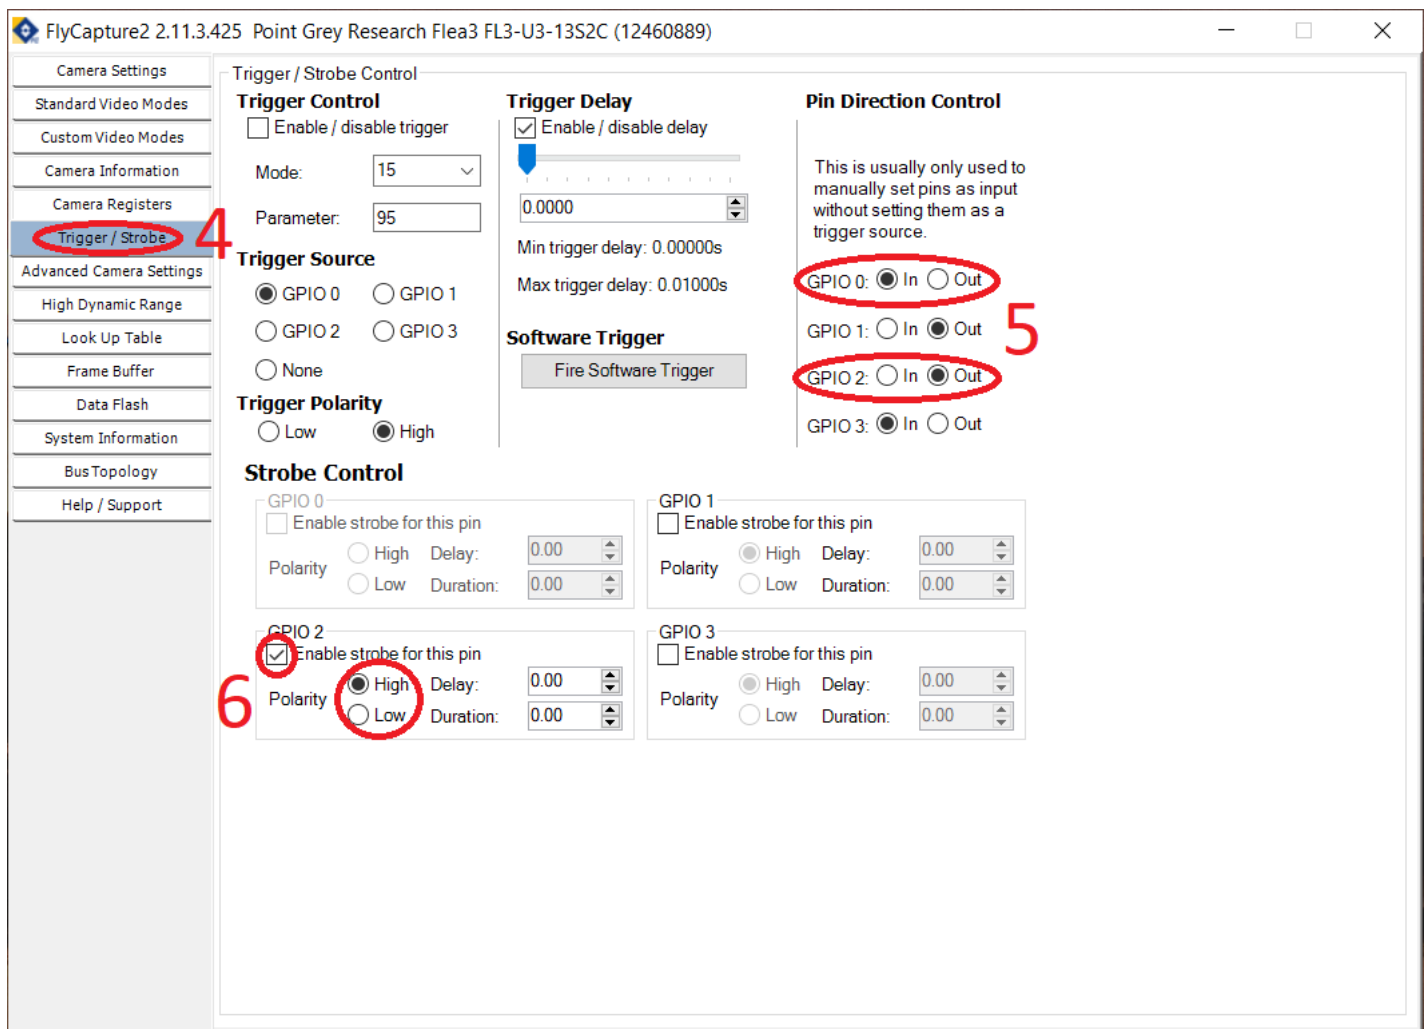 FlyCapture2 2.11.3.425 Point Grey Research Flea3 FL3-U3-13S2C (12460889)
Camera Settings
Standard Video Modes
Custom Video Modes
Camera Information
Camera Registers
Trigger / Strobe
4
Advanced Camera Settings
High Dynamic Range
Look Up Table
Frame Buffer
Data Flash
System Information
Bus Topology
Help / Support
Trigger / Strobe Control
Trigger Control
Enable / disable trigger
Mode: 15
Parameter: 95
Trigger Source
GPIO 0 GPIO 1
GPIO 2 GPIO 3
None
Trigger Polarity
Low High
Trigger Delay
Enable / disable delay
0.0000
Min trigger delay: 0.00000s
Max trigger delay: 0.01000s
Software Trigger
Fire Software Trigger
Pin Direction Control
This is usually only used to
manually set pins as input
without setting them as a
trigger source.
GPIO 0: In Out
GPIO 1: In Out
5
GPIO 2: In Out
GPIO 3: In Out
Strobe Control
GPIO 0
Enable strobe for this pin
Polarity
High Delay: 0.00
Low Duration: 0.00
GPIO 1
Enable strobe for this pin
Polarity
High Delay: 0.00
Low Duration: 0.00
GPIO 2
Enable strobe for this pin
6
Polarity
High Delay: 0.00
Low Duration: 0.00
GPIO 3
Enable strobe for this pin
Polarity
High Delay: 0.00
Low Duration: 0.00